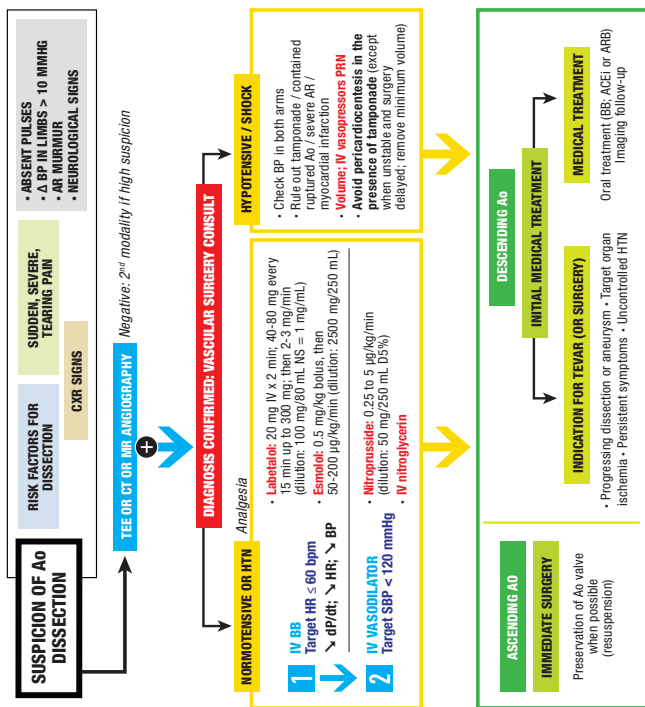 SUSPICION OF Ao
DISSECTION
RISK FACTORS FOR
DISSECTION
SUDDEN, SEVERE,
TEARING PAIN
CXR SIGNS
• ABSENT PULSES
• Δ BP IN LIMBS > 10 MMHG
• AR MURMUR
• NEUROLOGICAL SIGNS
TEE OR CT OR MR ANGIOGRAPHY
Negative: 2nd modality if high suspicion
+
DIAGNOSIS CONFIRMED: VASCULAR SURGERY CONSULT
NORMOTENSIVE OR HTN
Analgesia
1
IV BB
Target HR ≤ 60 bpm
↘ dP/dt; ↘ HR; ↘ BP
• Labetalol: 20 mg IV x 2 min; 40-80 mg every
15 min up to 300 mg; then 2- 3 mg/min
(dilution: 100 mg/80 mL NS = 1 mg/mL)
• Esmolol: 0.5 mg/kg bolus, then
50-200 µg/kg/min (dilution: 2500 mg/250 mL)
2
IV VASODILATOR
Target SBP < 120 mmHg
• Nitroprusside: 0.25 to 5 µg/kg/min
(dilution: 50 mg/250 mL D5%)
• IV nitroglycerin
HYPOTENSIVE / SHOCK
• Check BP in both arms
• Rule out tamponade / contained
ruptured Ao / severe AR /
myocardial infarction
• Volume; IV vasopressors PRN
• Avoid pericardiocentesis in the
presence of tamponade (except
when unstable and surgery
delayed; remove minimum volume)
ASCENDING AO
IMMEDIATE SURGERY
Preservation of Ao valve
when possible
(resuspension)
DESCENDING AO
INITIAL MEDICAL TREATMENT
INDICATION FOR TEVAR (OR SURGERY)
• Progressing dissection or aneurysm • Target organ
ischemia • Persistent symptoms • Uncontrolled HTN
MEDICAL TREATMENT
Oral treatment (BB; ACEi or ARB)
Imaging follow-up